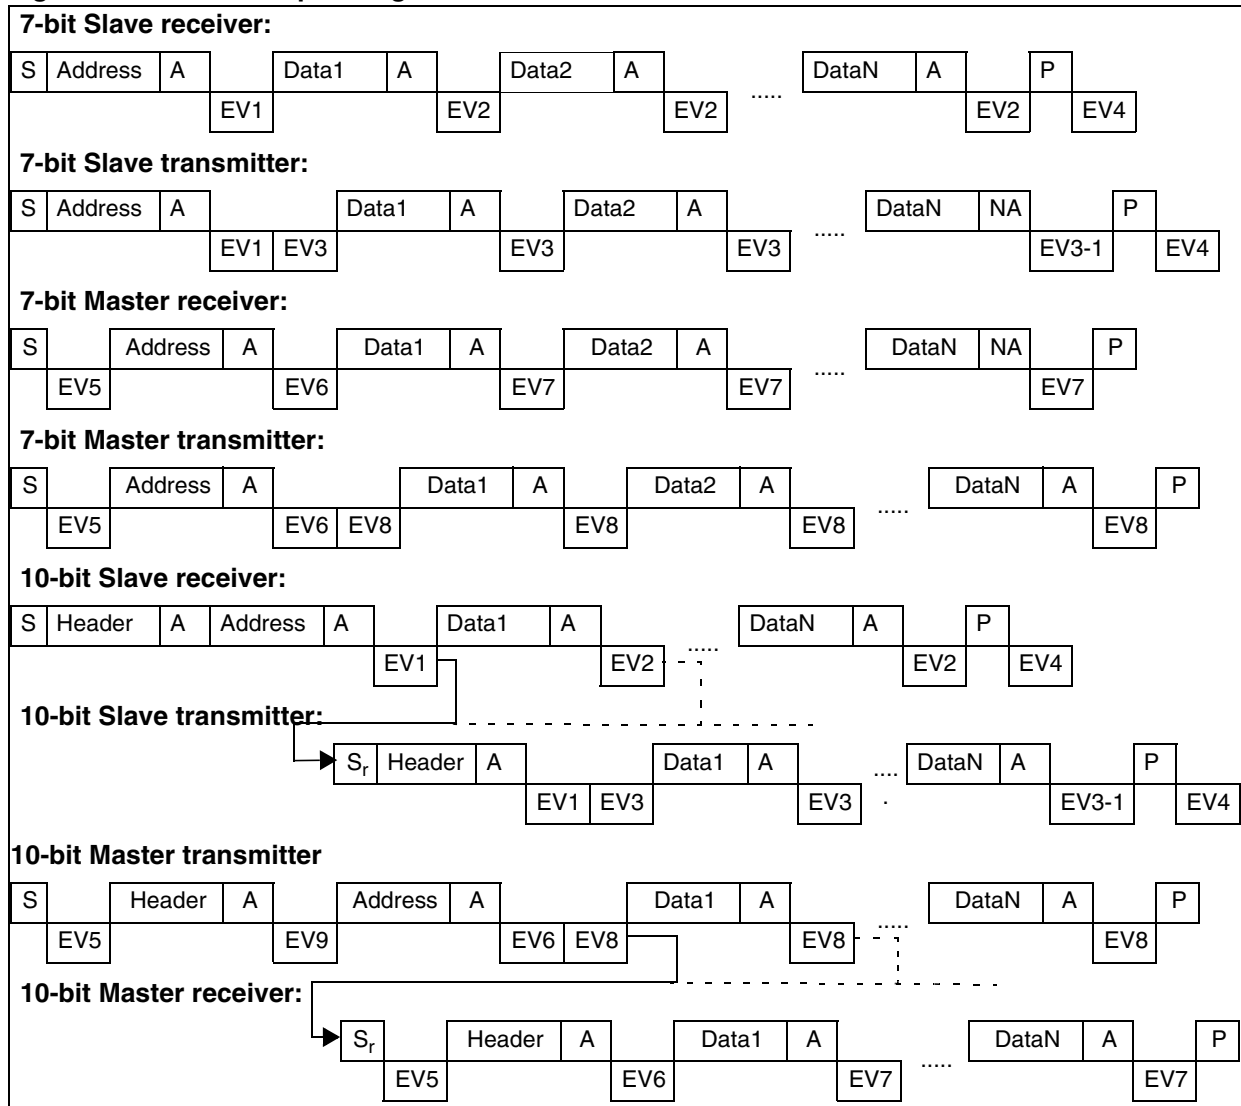 7-bit Slave receiver:
S Address A Data1 A Data2 A ..... DataN A P
EV1 EV2 EV2 EV2 EV4
7-bit Slave transmitter:
S Address A Data1 A Data2 A ..... DataN NA P
EV1 EV3 EV3 EV3 EV3-1 EV4
7-bit Master receiver:
S Address A Data1 A Data2 A ..... DataN NA P
EV5 EV6 EV7 EV7 EV7
7-bit Master transmitter:
S Address A Data1 A Data2 A ..... DataN A P
EV5 EV6 EV8 EV8 EV8 EV8
10-bit Slave receiver:
S Header A Address A Data1 A ..... DataN A P
EV1 EV2 EV2 EV4
10-bit Slave transmitter:
Sr Header A Data1 A .... DataN A P
EV1 EV3 EV3 . EV3-1 EV4
10-bit Master transmitter
S Header A Address A Data1 A ..... DataN A P
EV5 EV9 EV6 EV8 EV8 EV8
10-bit Master receiver:
Sr Header A Data1 A ..... DataN A P
EV5 EV6 EV7 EV7